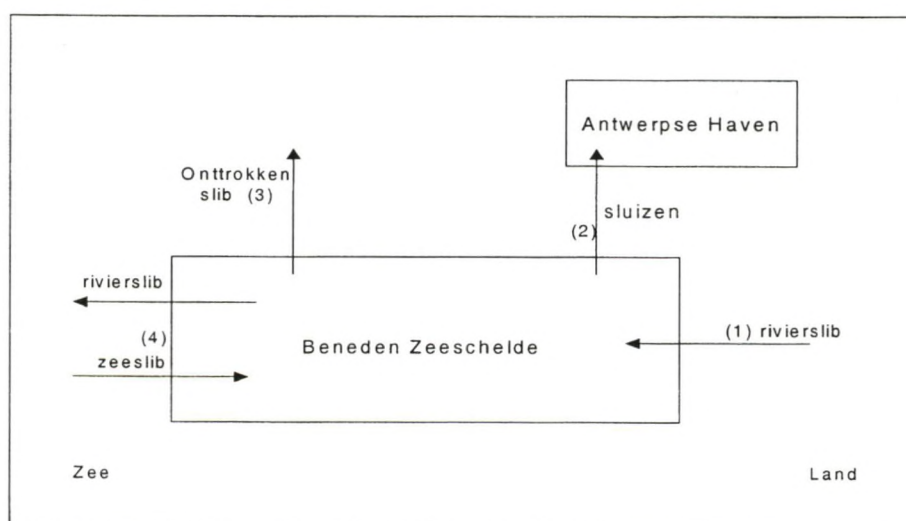 Antwerpse Haven
Onttrokken
slib (3)
sluizen
(2)
rivierslib
(4)
zeeslib
Beneden Zeeschelde
(1) rivierslib
Zee
Land